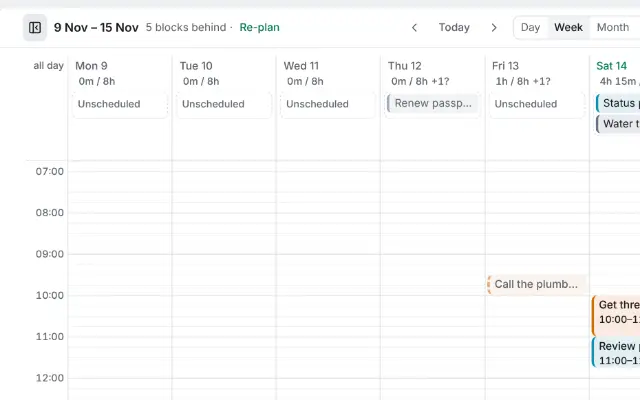 9 Nov – 15 Nov 5 blocks behind · Re-plan Today Day Week Month
all day Mon 9 Tue 10 Wed 11 Thu 12 Fri 13 Sat 14
0m / 8h 0m / 8h 0m / 8h 0m / 8h +1? 1h / 8h +1? 4h 15m /
Unscheduled Unscheduled Unscheduled Renew passp... Unscheduled Status
Water
07:00
08:00
09:00
Call the plumb...
10:00
Get thre
10:00–1
11:00
Review
11:00–1
12:00